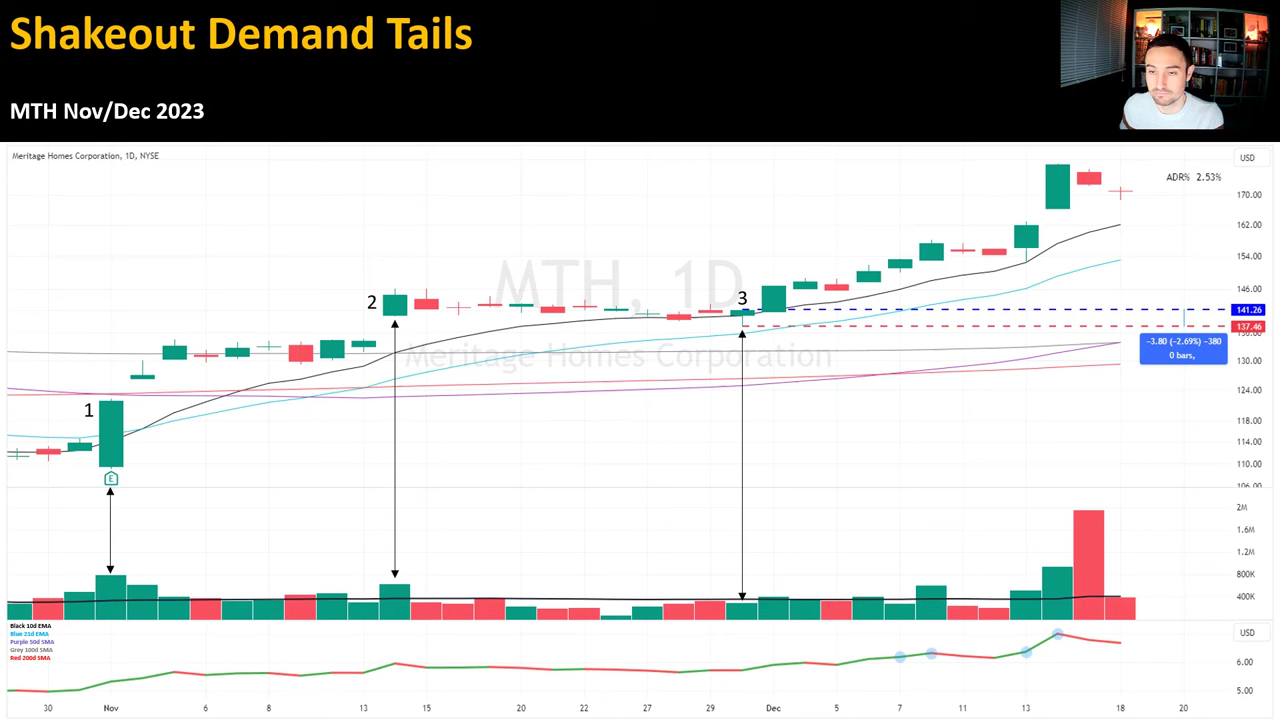 Shakeout Demand Tails
MTH Nov/Dec 2023
Meritage Homes Corporation, 1D, NYSE
USD
ADR% 2.53%
170.00
162.00
154.00
146.00
141.26
137.46
130.00
124.00
118.00
114.00
110.00
106.00
MTH, 1D
Meritage Homes Corporation
−3.80 (−2.69%) −380
0 bars,
1
2
3
E
2M
1.6M
1.2M
800K
400K
Black 10d EMA
Blue 21d EMA
Purple 50d SMA
Grey 100d SMA
Red 200d SMA
USD
6.00
5.00
30 Nov 6 8 13 15 20 22 27 29 Dec 5 7 11 13 18 20